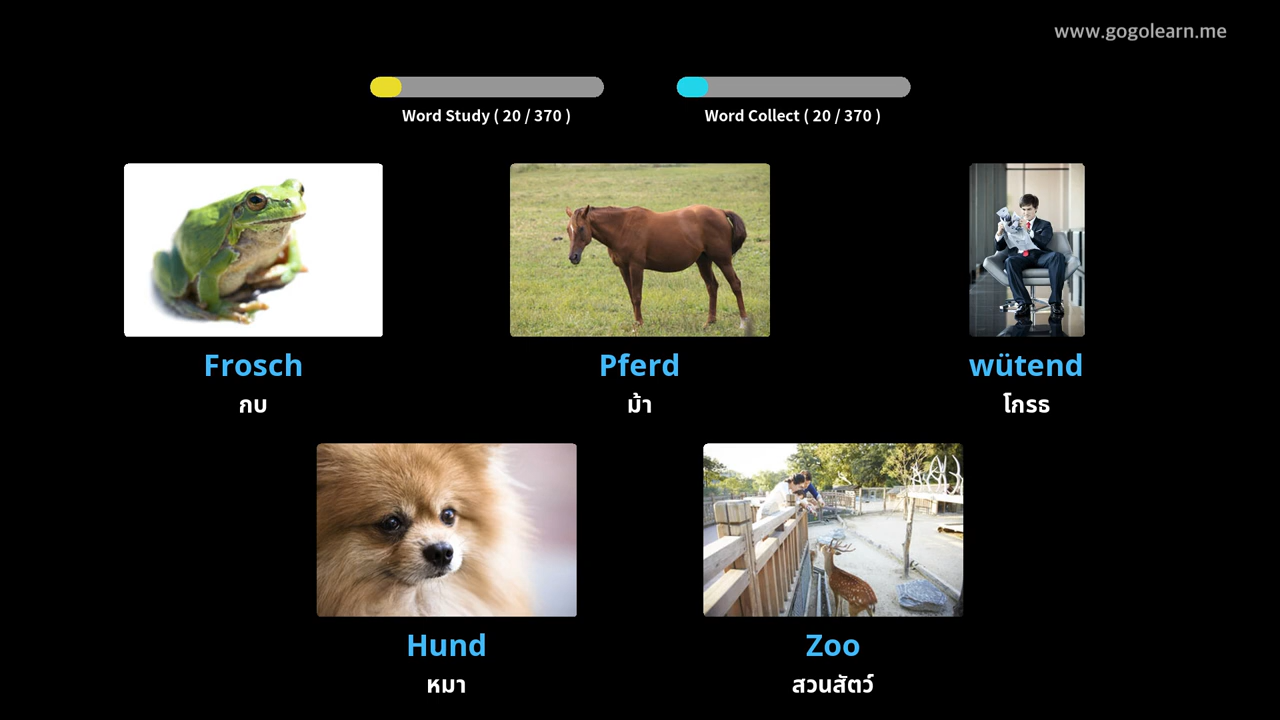 www.gogolearn.me
Word Study ( 20 / 370 )
Word Collect ( 20 / 370 )
Frosch
กบ
Pferd
ม้า
wütend
โกรธ
Hund
หมา
Zoo
สวนสัตว์